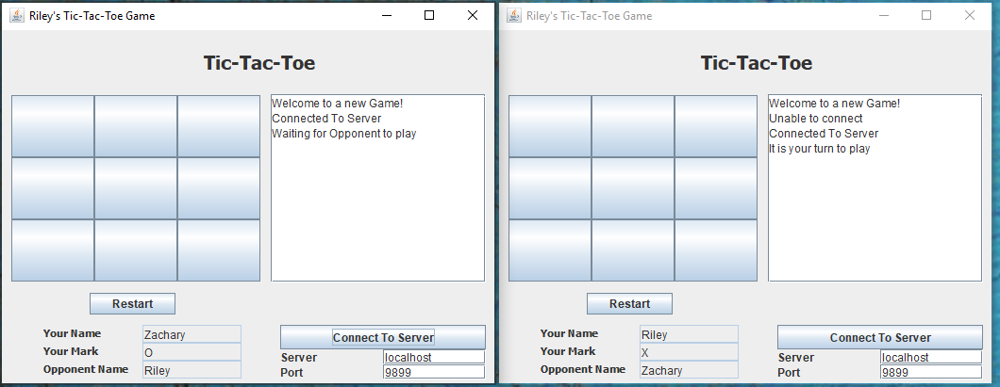 Riley's Tic-Tac-Toe Game
Tic-Tac-Toe
Welcome to a new Game!
Connected To Server
Waiting for Opponent to play
Restart
Your Name Zachary
Your Mark O
Opponent Name Riley
Connect To Server
Server localhost
Port 9899
Riley's Tic-Tac-Toe Game
Tic-Tac-Toe
Welcome to a new Game!
Unable to connect
Connected To Server
It is your turn to play
Restart
Your Name Riley
Your Mark X
Opponent Name Zachary
Connect To Server
Server localhost
Port 9899